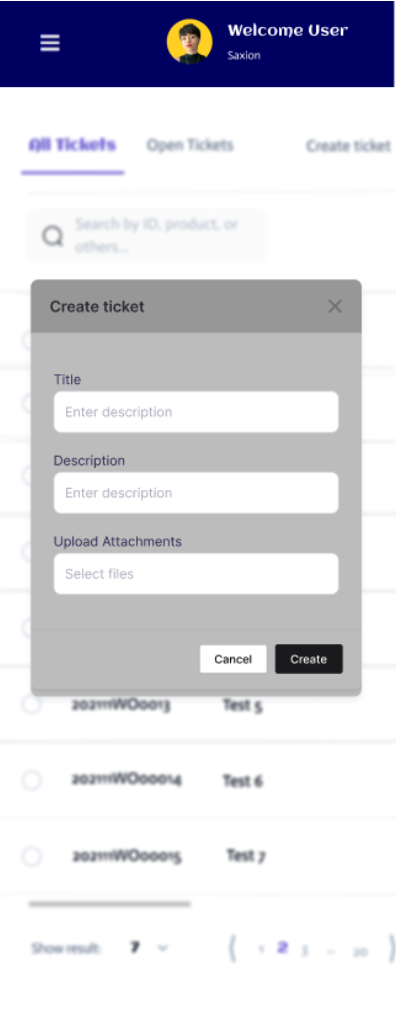 Welcome User
Saxion
All Tickets
Open Tickets
Create ticket
Search by ID, product, or
others...
Create ticket
Title
Enter description
Description
Enter description
Upload Attachments
Select files
Cancel
Create
202111WO0013 Test 5
202111WO00014 Test 6
202111WO00015 Test 7
Show result: 7
1 2 3 ... 20